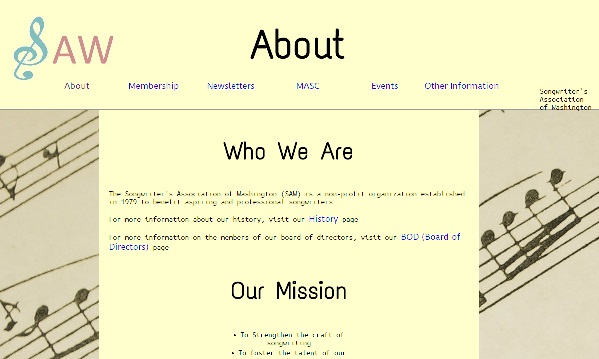 SAW
About
About Membership Newsletters MASC Events Other Information
Songwriter's
Association
of Washington
Who We Are
The Songwriter's Association of Washington (SAW) is a non-profit organization established
in 1979 to benefit aspiring and professional songwriters
For more infomation about our history, visit our History page
For more information on the members of our board of directors, visit our BOD (Board of
Directors) page
Our Mission
• To Strengthen the craft of
songwriting
• To foster the talent of our